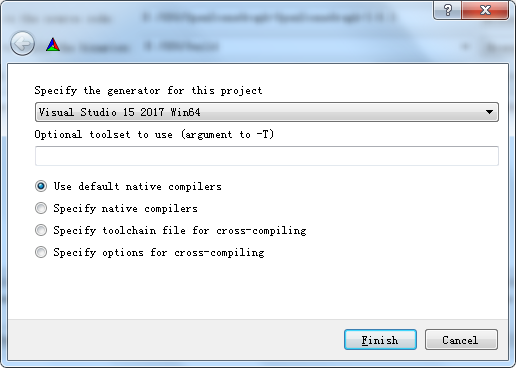 Specify the generator for this project
Visual Studio 15 2017 Win64
Optional toolset to use (argument to -T)
Use default native compilers
Specify native compilers
Specify toolchain file for cross-compiling
Specify options for cross-compiling
Finish
Cancel